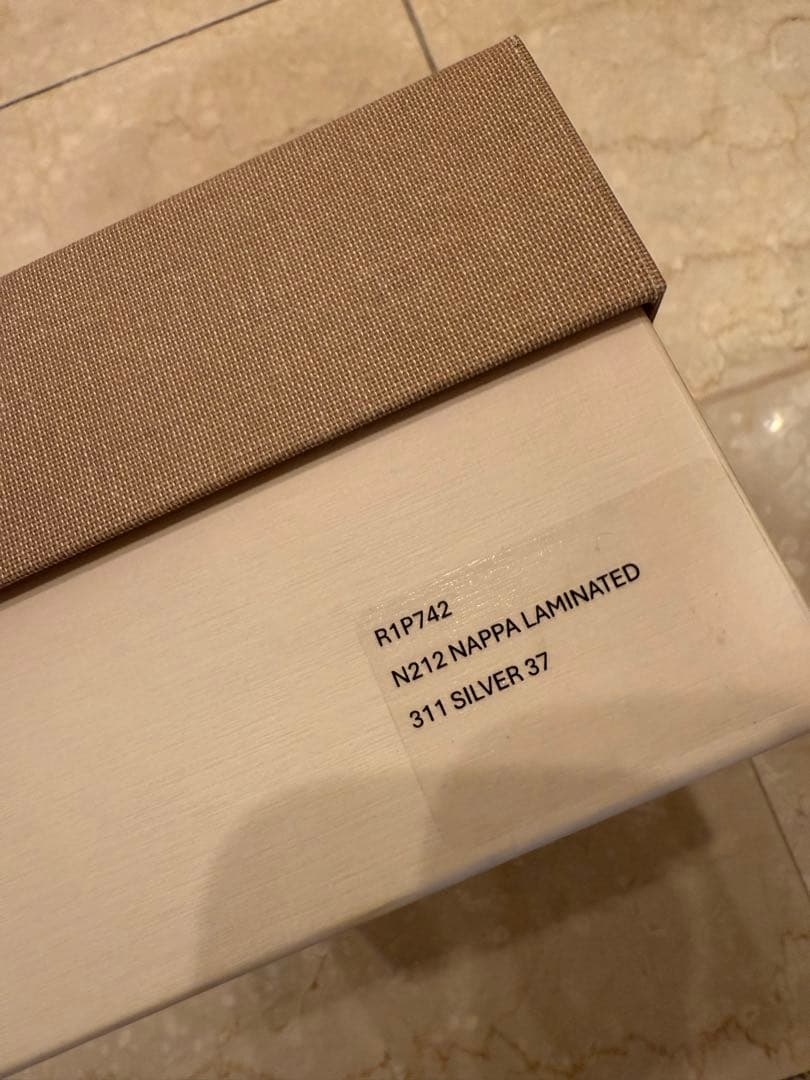 R1P742
N212 NAPPA LAMINATED
311 SILVER 37